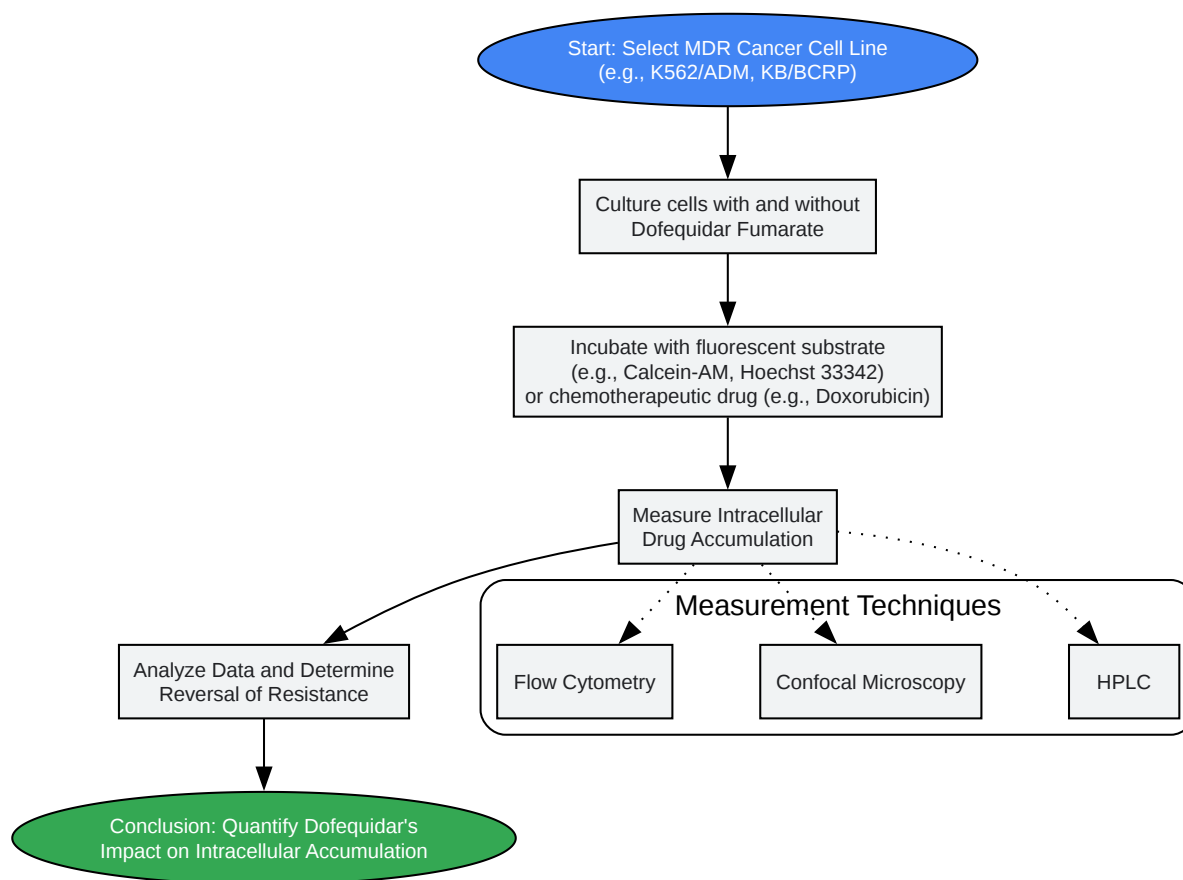 Start: Select MDR Cancer Cell Line
(e.g., K562/ADM, KB/BCRP)
Culture cells with and without
Dofequidar Fumarate
Incubate with fluorescent substrate
(e.g., Calcein-AM, Hoechst 33342)
or chemotherapeutic drug (e.g., Doxorubicin)
Measure Intracellular
Drug Accumulation
Measurement Techniques
Flow Cytometry
Confocal Microscopy
HPLC
Analyze Data and Determine
Reversal of Resistance
Conclusion: Quantify Dofequidar's
Impact on Intracellular Accumulation